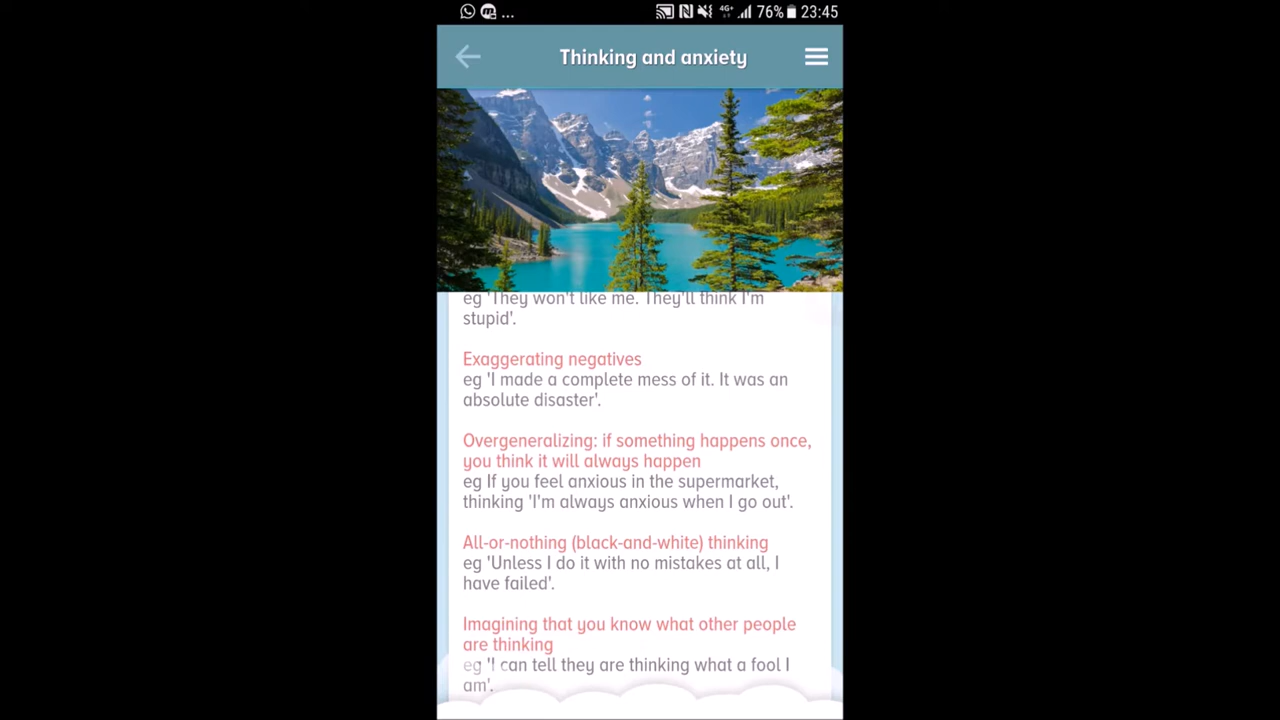 ... 4G+ 76% 23:45
Thinking and anxiety
eg 'They won't like me. They'll think I'm
stupid'.
Exaggerating negatives
eg 'I made a complete mess of it. It was an
absolute disaster'.
Overgeneralizing: if something happens once,
you think it will always happen
eg If you feel anxious in the supermarket,
thinking 'I'm always anxious when I go out'.
All-or-nothing (black-and-white) thinking
eg 'Unless I do it with no mistakes at all, I
have failed'.
Imagining that you know what other people
are thinking
eg 'I can tell they are thinking what a fool I
am'.